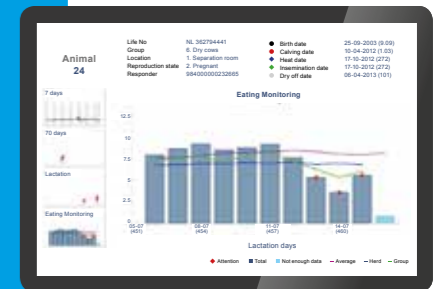 Animal
24
Life No NL 362794441
Group 6. Dry cows
Location 1. Separation room
Reproduction state 2. Pregnant
Responder 984000000232665
Birth date 25-09-2003 (9.09)
Calving date 10-04-2012 (1.03)
Heat date 17-10-2012 (272)
Insemination date 17-10-2012 (272)
Dry off date 06-04-2013 (101)
7 days
70 days
Lactation
Eating Monitoring
Eating Monitoring
12.5
10
7.5
5
2.5
0
05-07 08-07 11-07 14-07
(451) (454) (457) (460)
Lactation days
Attention Total Not enough data Average Herd Group